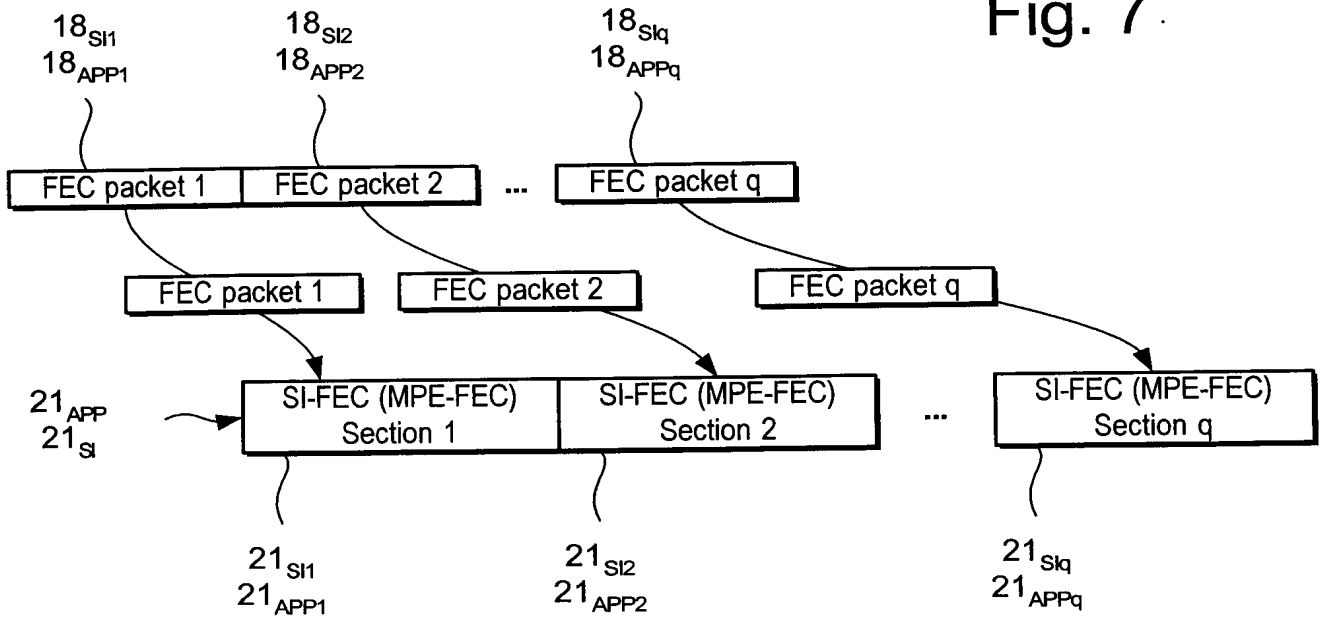 Fig. 7
18SI1 18SI2 18SIq
18APP1 18APP2 18APPq
FEC packet 1 FEC packet 2 ... FEC packet q
FEC packet 1 FEC packet 2 FEC packet q
SI-FEC (MPE-FEC) SI-FEC (MPE-FEC) SI-FEC (MPE-FEC)
Section 1 Section 2 ... Section q
21APP
21SI
21SI1 21SI2 21SIq
21APP1 21APP2 21APPq